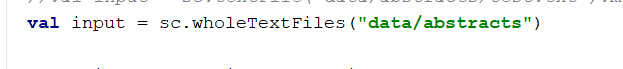 val input = sc.wholeTextFiles("data/abstracts")